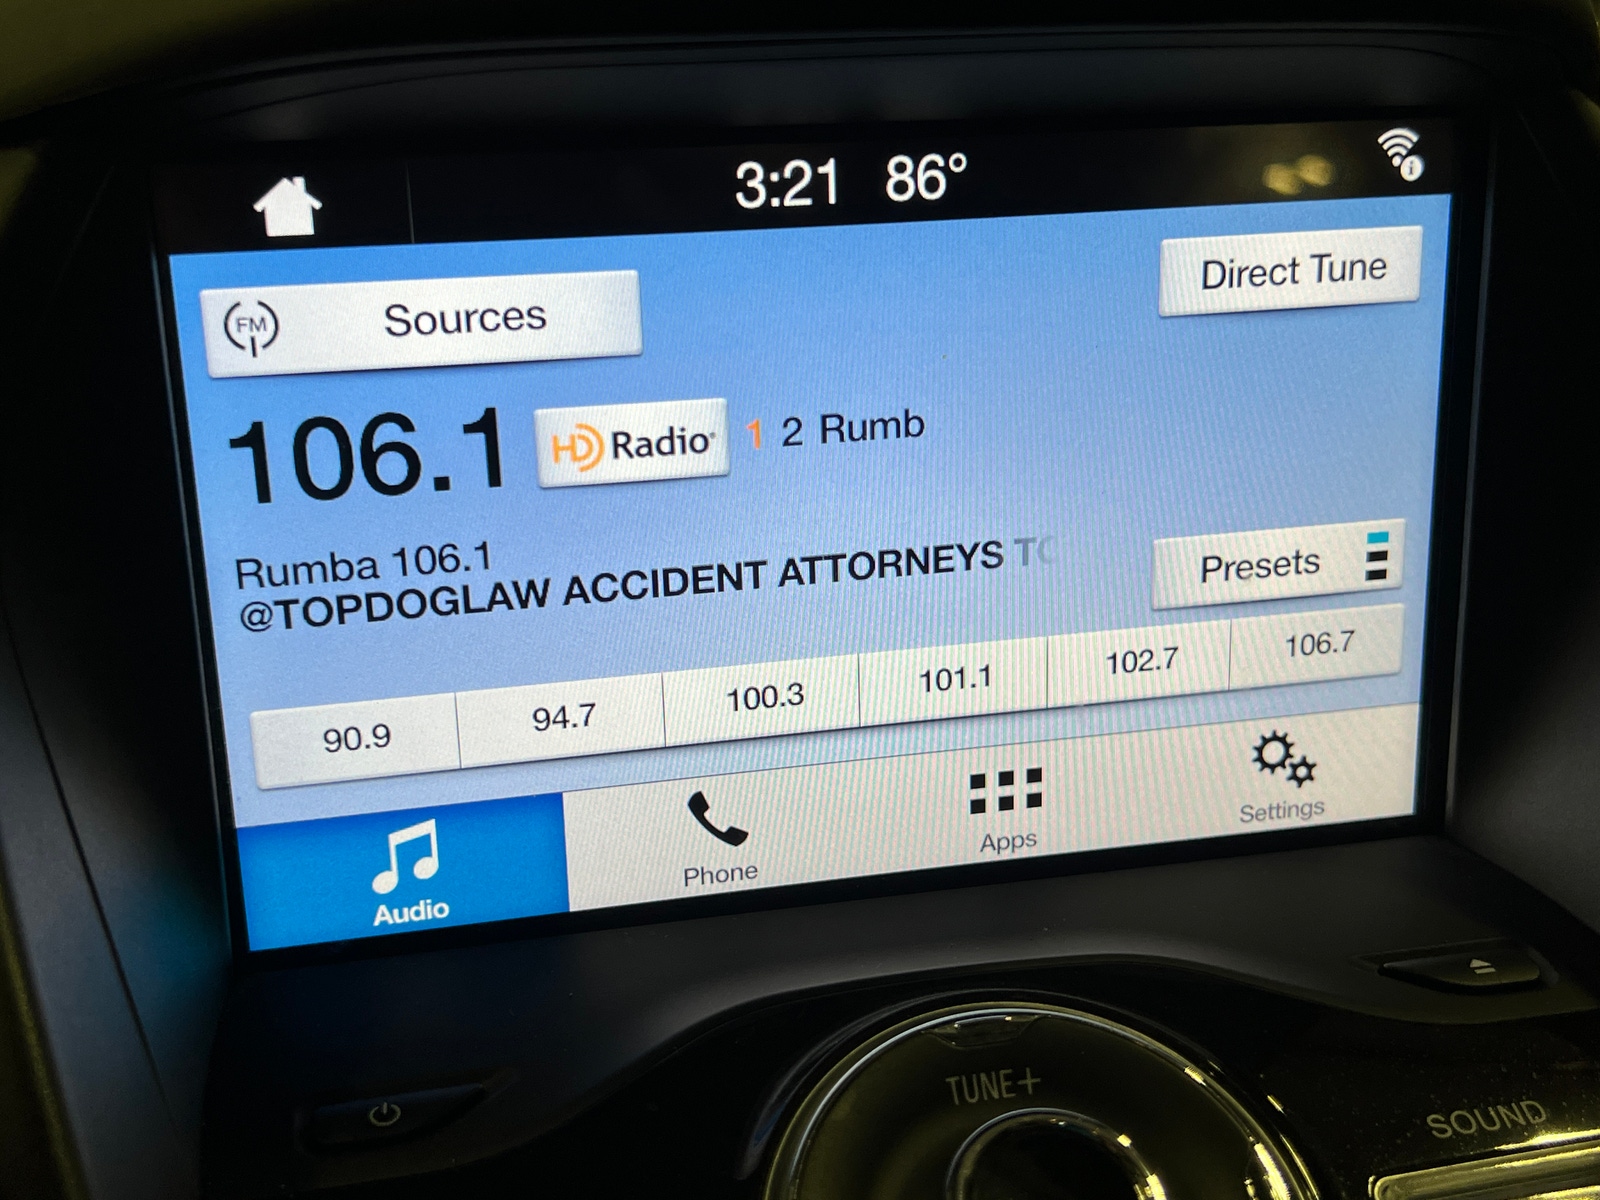 3:21 86°
FM Sources
Direct Tune
106.1 HD Radio 1 2 Rumb
Rumba 106.1
@TOPDOGLAW ACCIDENT ATTORNEYS TO
Presets
90.9 94.7 100.3 101.1 102.7 106.7
Audio Phone Apps Settings
TUNE+
SOUND